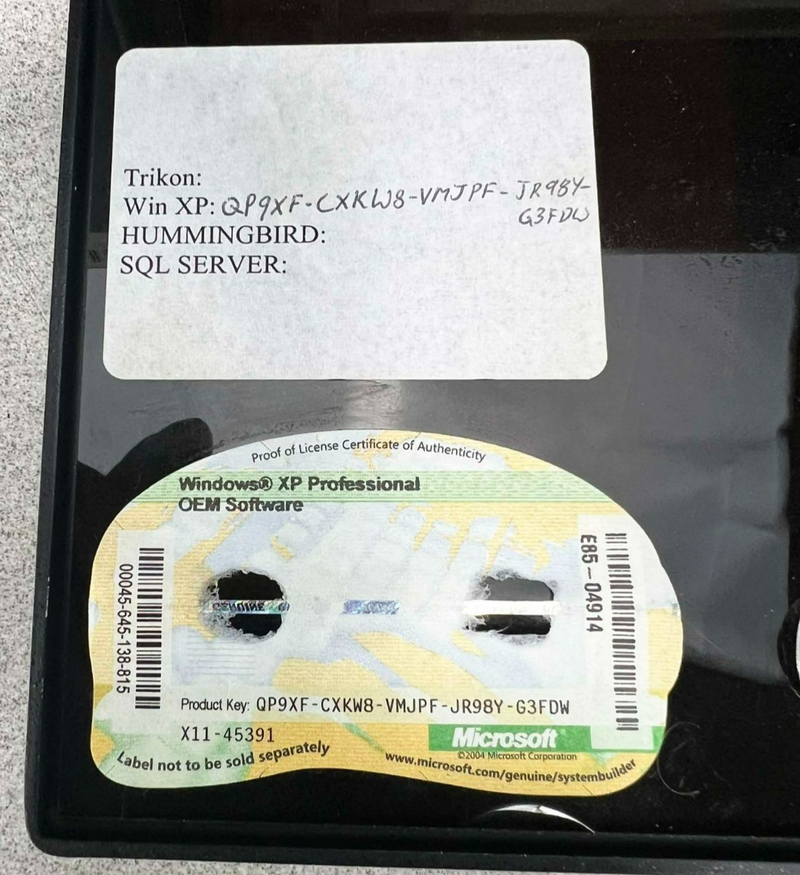 Trikon:
Win XP: QP9XF-CXKW8-VMJPF-JR98Y-
G3FDW
HUMMINGBIRD:
SQL SERVER:
Proof of License Certificate of Authenticity
Windows® XP Professional
OEM Software
00045-645-138-815
GENUINE
E85-04914
Product Key: QP9XF-CXKW8-VMJPF-JR98Y-G3FDW
X11-45391
Microsoft
©2004 Microsoft Corporation
Label not to be sold separately
www.microsoft.com/genuine/systembuilder